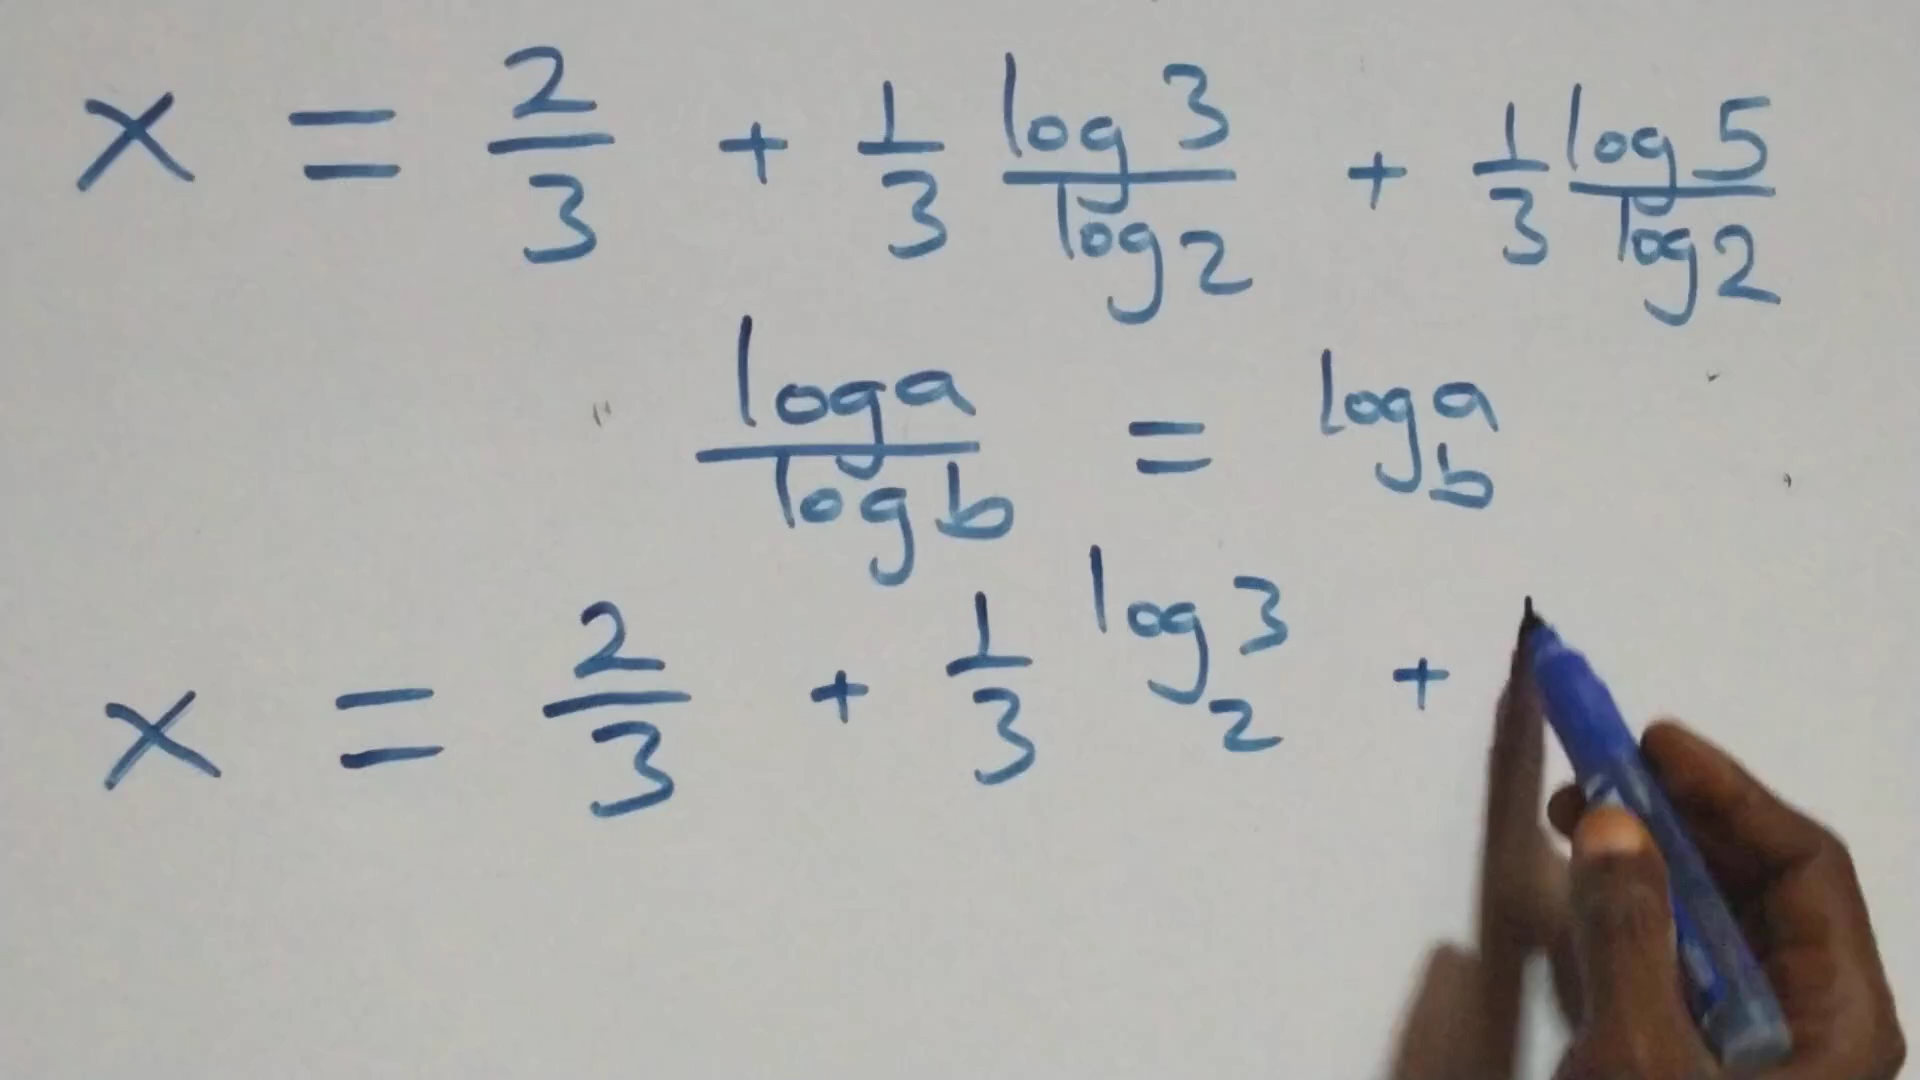 x = 2/3 + 1/3 log 3/log 2 + 1/3 log 5/log 2
log a/log b = log_b a
x = 2/3 + 1/3 log_2 3 +